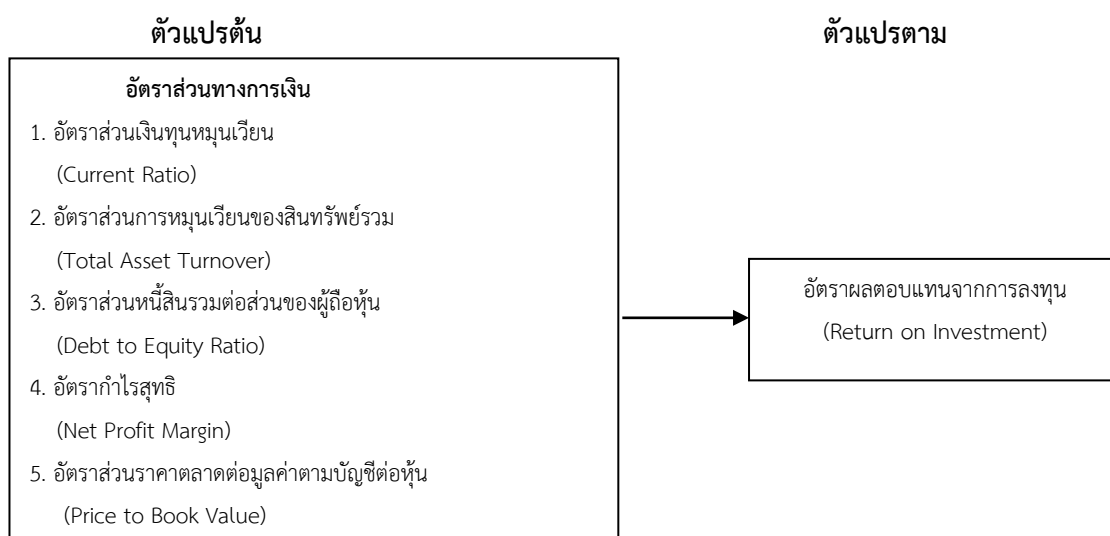 ตัวแปรต้น
ตัวแปรตาม
อัตราส่วนทางการเงิน
1. อัตราส่วนเงินทุนหมุนเวียน
(Current Ratio)
2. อัตราส่วนการหมุนเวียนของสินทรัพย์รวม
(Total Asset Turnover)
3. อัตราส่วนหนี้สินรวมต่อส่วนของผู้ถือหุ้น
(Debt to Equity Ratio)
4. อัตรากำไรสุทธิ
(Net Profit Margin)
5. อัตราส่วนราคาตลาดต่อมูลค่าตามบัญชีต่อหุ้น
(Price to Book Value)
อัตราผลตอบแทนจากการลงทุน
(Return on Investment)